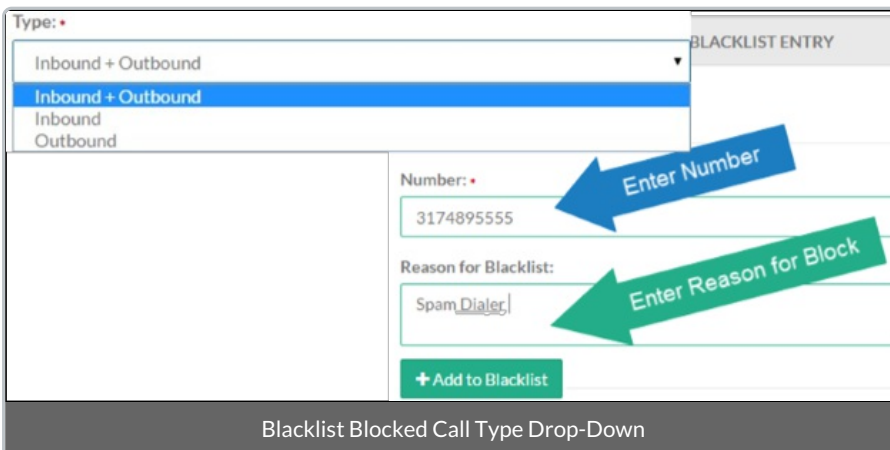 Type: •
BLACKLIST ENTRY
Inbound + Outbound
Inbound + Outbound
Inbound
Outbound
Number: •
Enter Number
3174895555
Reason for Blacklist:
Enter Reason for Block
Spam Dialer
+ Add to Blacklist
Blacklist Blocked Call Type Drop-Down